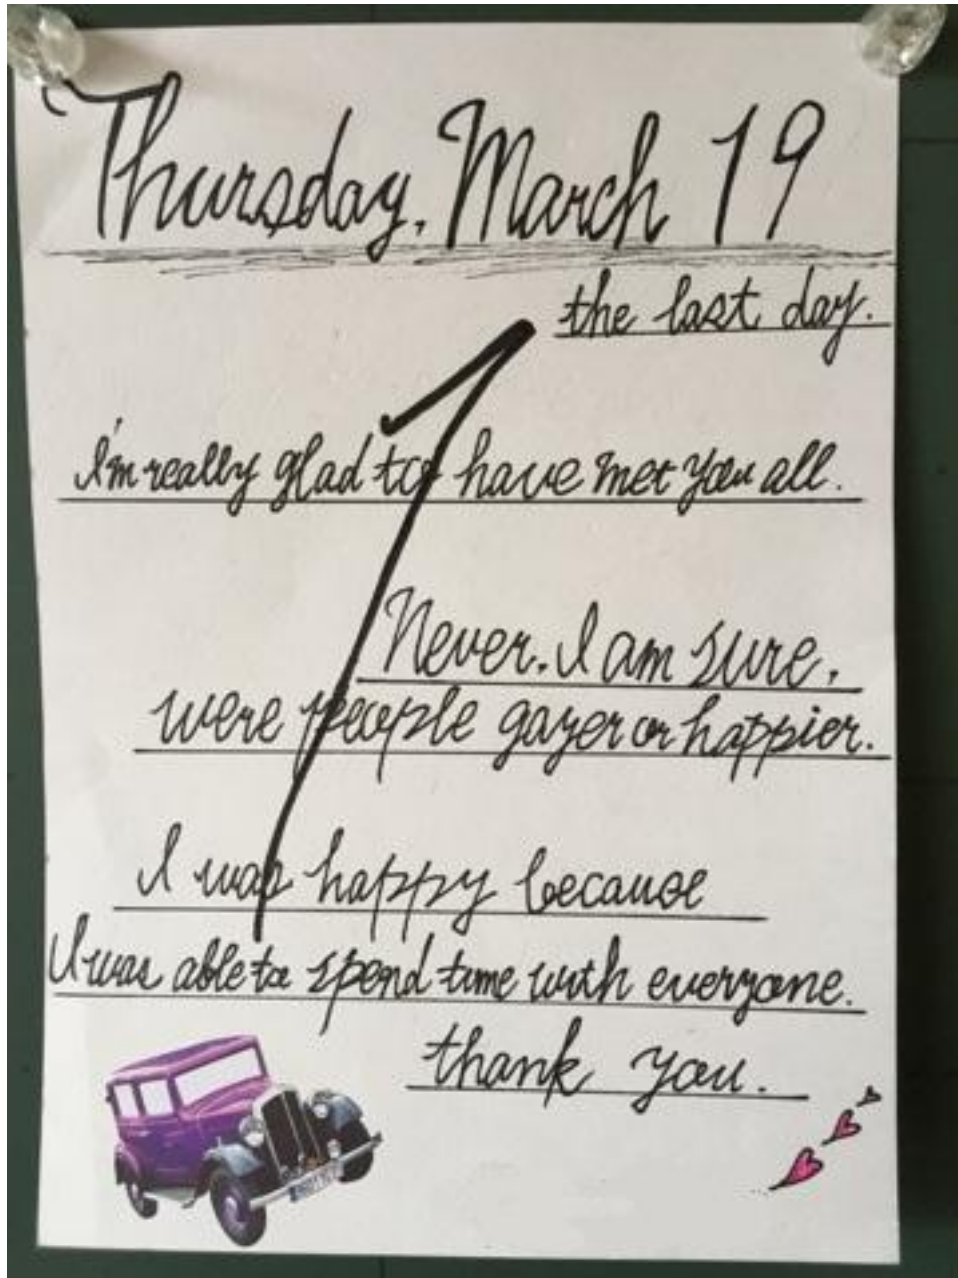 Thursday, March 19
the last day.
1
I'm really glad to have met you all.
Never. I am sure.
were people gayer or happier.
I was happy because
I was able to spend time with everyone.
thank you.